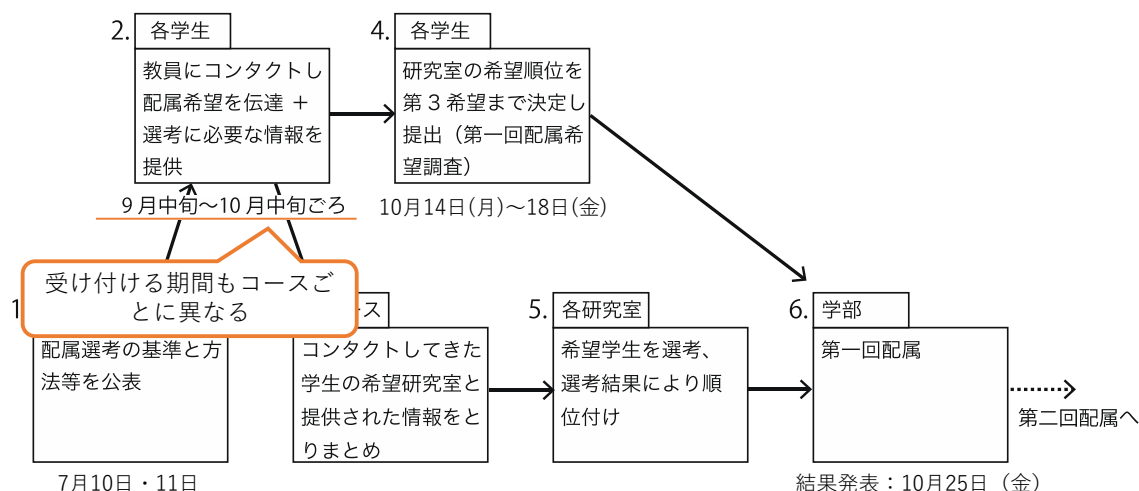 2.
各学生
教員にコンタクトし
配属希望を伝達 ＋
選考に必要な情報を
提供
9月中旬～10月中旬ごろ
4.
各学生
研究室の希望順位を
第３希望まで決定し
提出（第一回配属希
望調査）
10月14日(月)～18日(金)
受け付ける期間もコースご
とに異なる
1
配属選考の基準と方
法等を公表
7月10日・11日
ース
コンタクトしてきた
学生の希望研究室と
提供された情報をと
りまとめ
5.
各研究室
希望学生を選考、
選考結果により順
位付け
6.
学部
第一回配属
結果発表：10月25日（金）
第二回配属へ